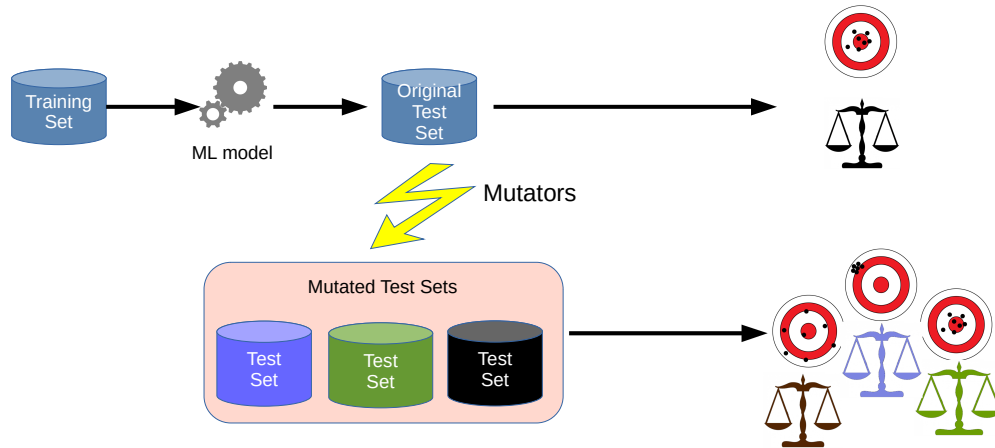 Training
Set
ML model
Original
Test
Set
Mutators
Mutated Test Sets
Test
Set
Test
Set
Test
Set